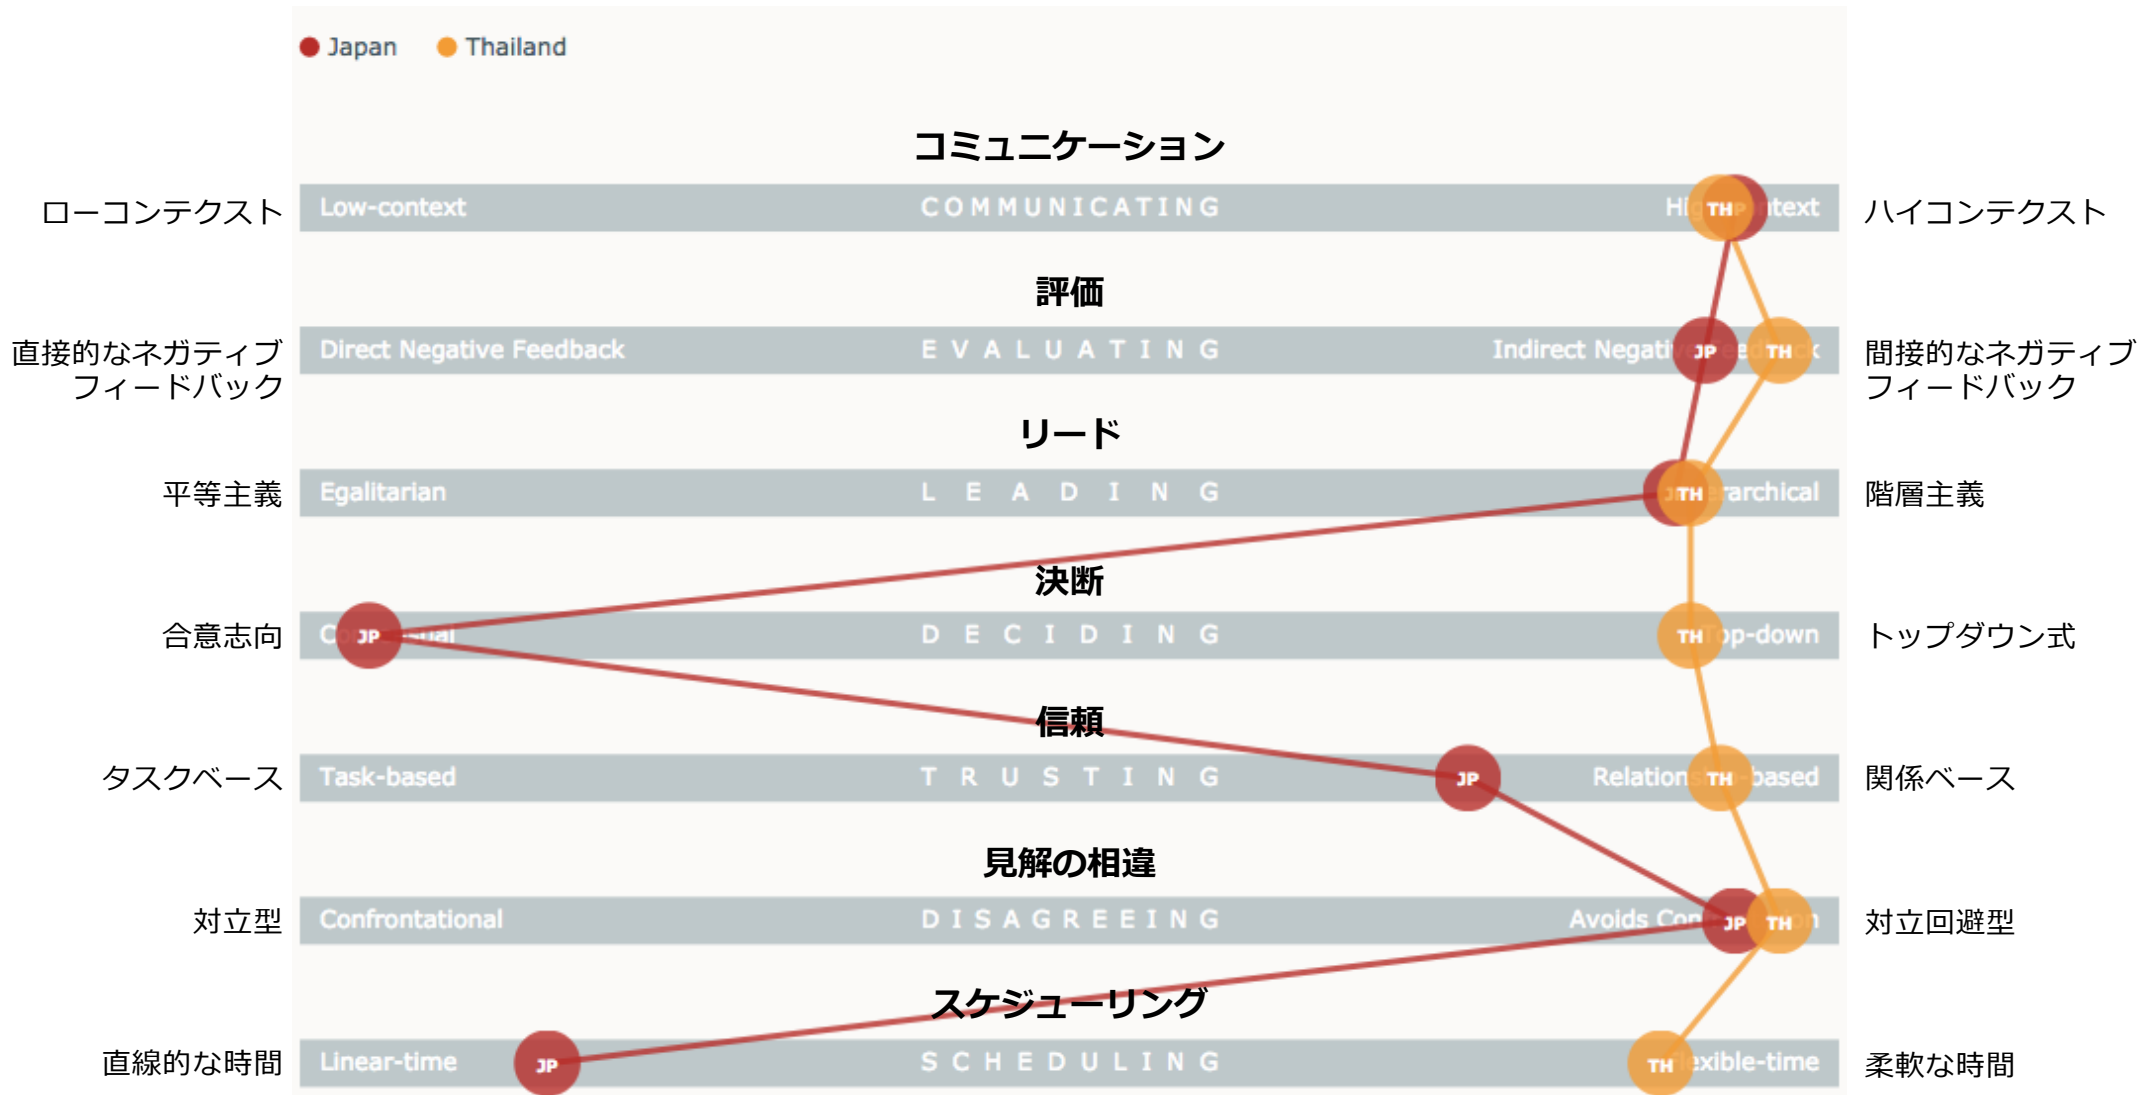 Japan Thailand
コミュニケーション
ローコンテクスト Low-context COMMUNICATING TH ハイコンテクスト
評価
直接的なネガティブ
フィードバック
Direct Negative Feedback EVALUATING Indirect JP TH
間接的なネガティブ
フィードバック
リード
平等主義 Egalitarian LEADING TH 階層主義
決断
合意志向 JP DECIDING TH トップダウン式
信頼
タスクベース Task-based TRUSTING JP TH based 関係ベース
見解の相違
対立型 Confrontational DISAGREEING Avoids JP TH 対立回避型
スケジューリング
直線的な時間 Linear-time JP SCHEDULING TH 柔軟な時間